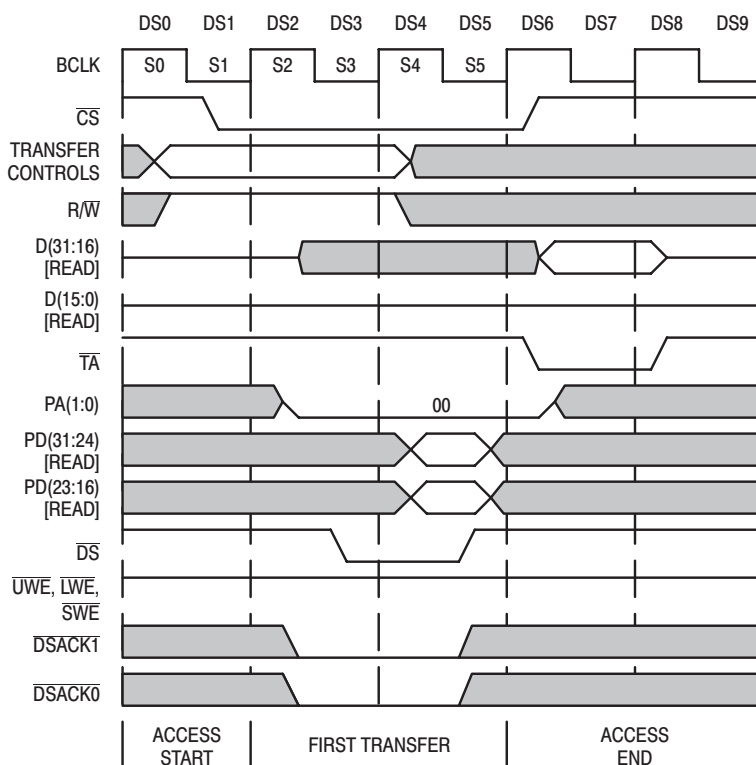 DS0 DS1 DS2 DS3 DS4 DS5 DS6 DS7 DS8 DS9
BCLK S0 S1 S2 S3 S4 S5
CS
TRANSFER
CONTROLS
R/W
D(31:16)
[READ]
D(15:0)
[READ]
TA
PA(1:0) 00
PD(31:24)
[READ]
PD(23:16)
[READ]
DS
UWE, LWE,
SWE
DSACK1
DSACK0
ACCESS
START
FIRST TRANSFER
ACCESS
END